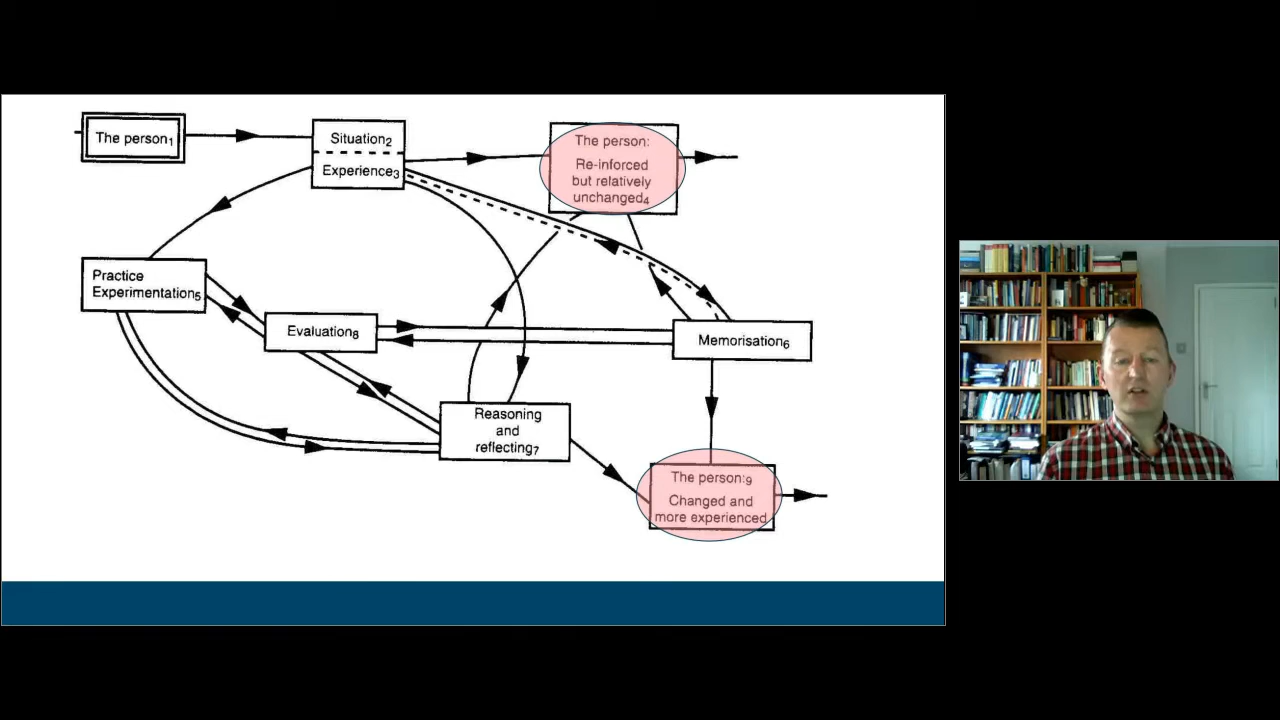 The person₁
Situation₂
Experience₃
The person:
Re-inforced
but relatively
unchanged₄
Practice
Experimentation₅
Evaluation₈
Memorisation₆
Reasoning
and
reflecting₇
The person:₉
Changed and
more experienced